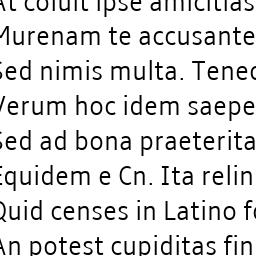 At coluit ipse amicitias
Murenam te accusante
Sed nimis multa. Tenec
Verum hoc idem saepe
Sed ad bona praeterita
Equidem e Cn. Ita relin
Quid censes in Latino fo
An potest cupiditas fin